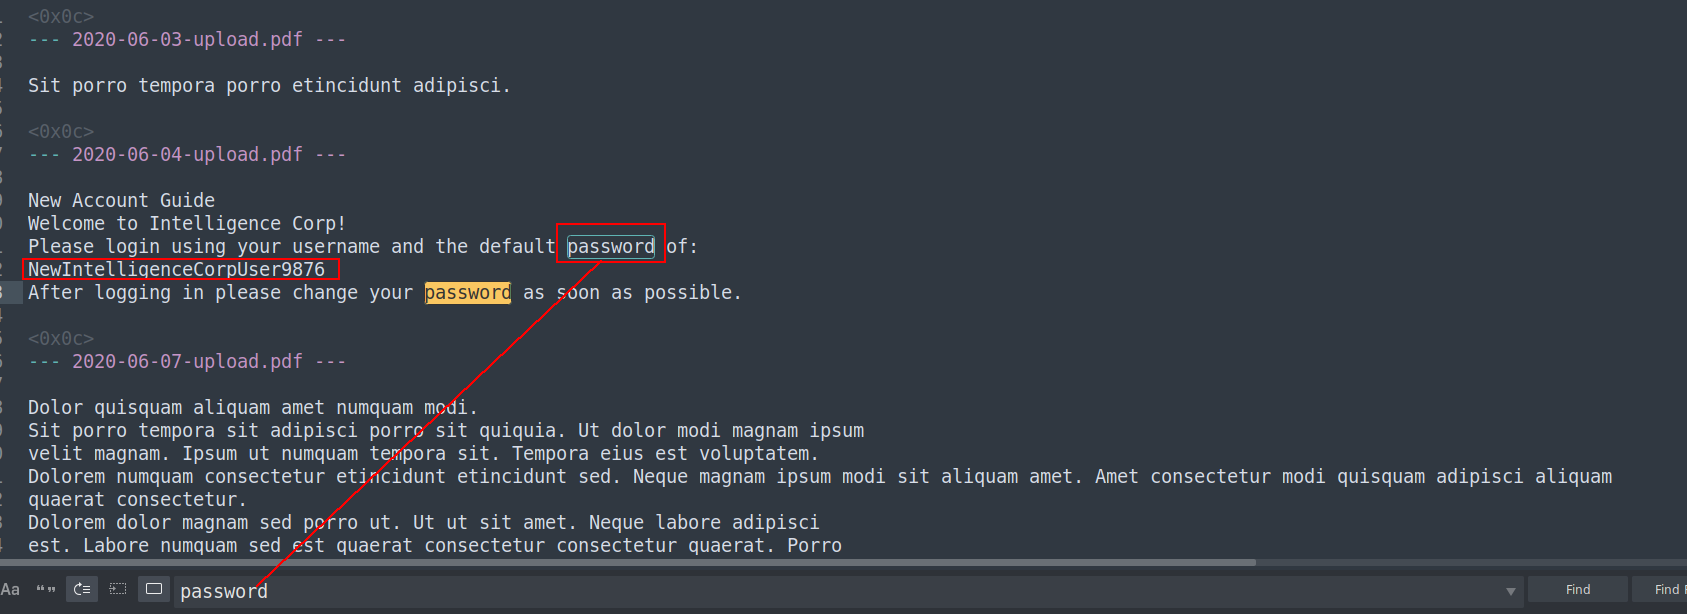 <0x0c>
--- 2020-06-03-upload.pdf ---
Sit porro tempora porro etincidunt adipisci.
<0x0c>
--- 2020-06-04-upload.pdf ---
New Account Guide
Welcome to Intelligence Corp!
Please login using your username and the default password of:
NewIntelligenceCorpUser9876
After logging in please change your password as soon as possible.
<0x0c>
--- 2020-06-07-upload.pdf ---
Dolor quisquam aliquam amet numquam modi.
Sit porro tempora sit adipisci porro sit quiquia. Ut dolor modi magnam ipsum
velit magnam. Ipsum ut numquam tempora sit. Tempora eius est voluptatem.
Dolorem numquam consectetur etincidunt etincidunt sed. Neque magnam ipsum modi sit aliquam amet. Amet consectetur modi quisquam adipisci aliquam
quaerat consectetur.
Dolorem dolor magnam sed porro ut. Ut ut sit amet. Neque labore adipisci
est. Labore numquam sed est quaerat consectetur consectetur quaerat. Porro
Aa "" password Find Find